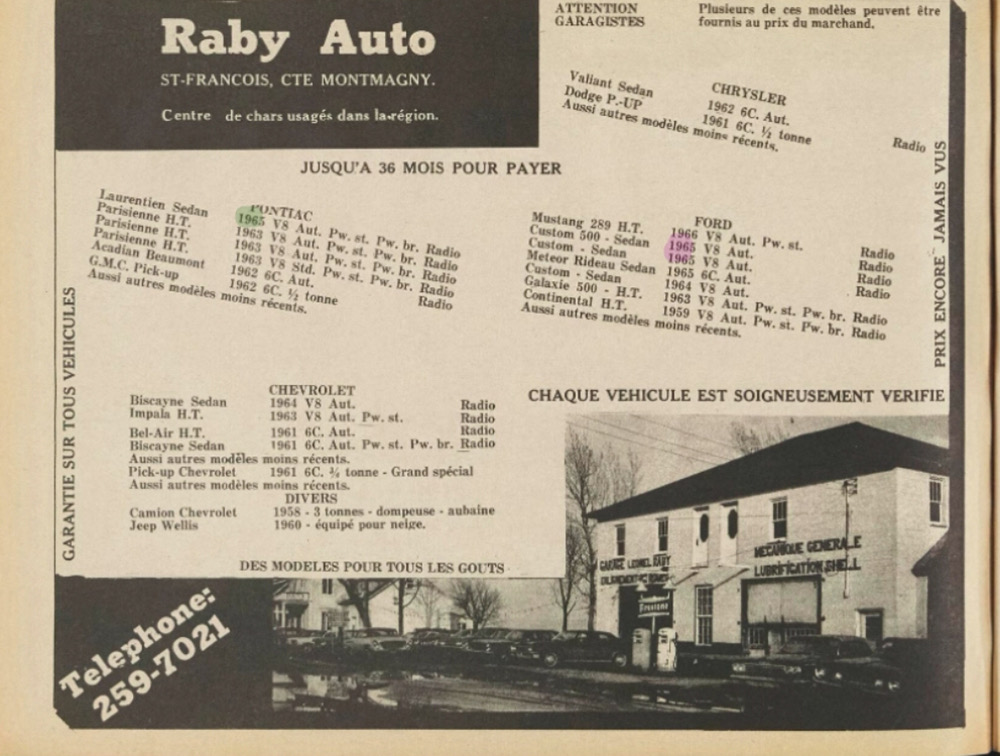 Raby Auto
ST-FRANCOIS, CTE MONTMAGNY.
Centre de chars usagés dans la région.
ATTENTION GARAGISTES
Plusieurs de ces modèles peuvent être
fournis au prix du marchand.
CHRYSLER
Valiant Sedan 1962 6C. Aut. Radio
Dodge P.-UP 1961 6C. ½ tonne
Aussi autres modèles moins récents.
JUSQU'A 36 MOIS POUR PAYER
PONTIAC
Laurentien Sedan 1965 V8 Aut. Pw. st. Pw. br. Radio
Parisienne H.T. 1963 V8 Aut. Pw. st. Pw. br. Radio
Parisienne H.T. 1963 V8 Aut. Pw. st. Pw. br. Radio
Parisienne H.T. 1963 V8 Std. Pw. st. Pw. br. Radio
Acadian Beaumont 1962 6C. Aut. Radio
G.M.C. Pick-up 1962 6C. ½ tonne
Aussi autres modèles moins récents.
FORD
Mustang 289 H.T. 1966 V8 Aut. Pw. st. Radio
Custom 500 - Sedan 1965 V8 Aut. Radio
Custom - Sedan 1965 V8 Aut. Radio
Meteor Rideau Sedan 1965 6C. Aut. Radio
Custom - Sedan 1964 V8 Aut.
Galaxie 500 - H.T. 1963 V8 Aut. Pw. st. Pw. br. Radio
Continental H.T. 1959 V8 Aut. Pw. st. Pw. br. Radio
Aussi autres modèles moins récents.
GARANTIE SUR TOUS VEHICULES
PRIX ENCORE JAMAIS VUS
CHEVROLET
Biscayne Sedan 1964 V8 Aut. Radio
Impala H.T. 1963 V8 Aut. Pw. st. Radio
Bel-Air H.T. 1961 6C. Aut. Radio
Biscayne Sedan 1961 6C. Aut. Pw. st. Pw. br. Radio
Aussi autres modèles moins récents.
Pick-up Chevrolet 1961 6C. ¾ tonne - Grand spécial
Aussi autres modèles moins récents.
DIVERS
Camion Chevrolet 1958 - 3 tonnes - dompeuse - aubaine
Jeep Wellis 1960 - équipé pour neige.
DES MODELES POUR TOUS LES GOUTS
CHAQUE VEHICULE EST SOIGNEUSEMENT VERIFIE
GARAGE LIONEL RABY
MECANIQUE GENERALE
LUBRIFICATION SHELL
Firestone
Telephone:
259-7021